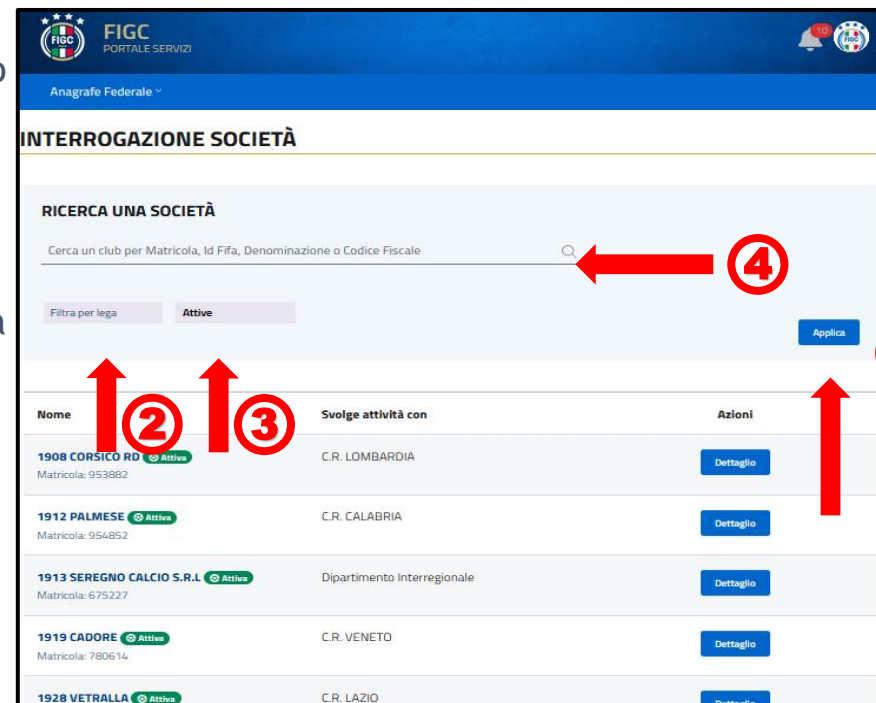 FIGC
PORTALE SERVIZI
FIGC
10
FIGC
Anagrafe Federale
INTERROGAZIONE SOCIETÀ
RICERCA UNA SOCIETÀ
Cerca un club per Matricola, Id Fifa, Denominazione o Codice Fiscale
4
Filtra per lega Attive
Applica
2 3
Nome Svolge attività con Azioni
1908 CORSICO RD Attiva C.R. LOMBARDIA Dettaglio
Matricola: 953882
1912 PALMESE Attiva C.R. CALABRIA Dettaglio
Matricola: 954852
1913 SEREGNO CALCIO S.R.L Attiva Dipartimento Interregionale Dettaglio
Matricola: 675227
1919 CADORE Attiva C.R. VENETO Dettaglio
Matricola: 780614
1928 VETRALLA Attiva C.R. LAZIO Dettaglio